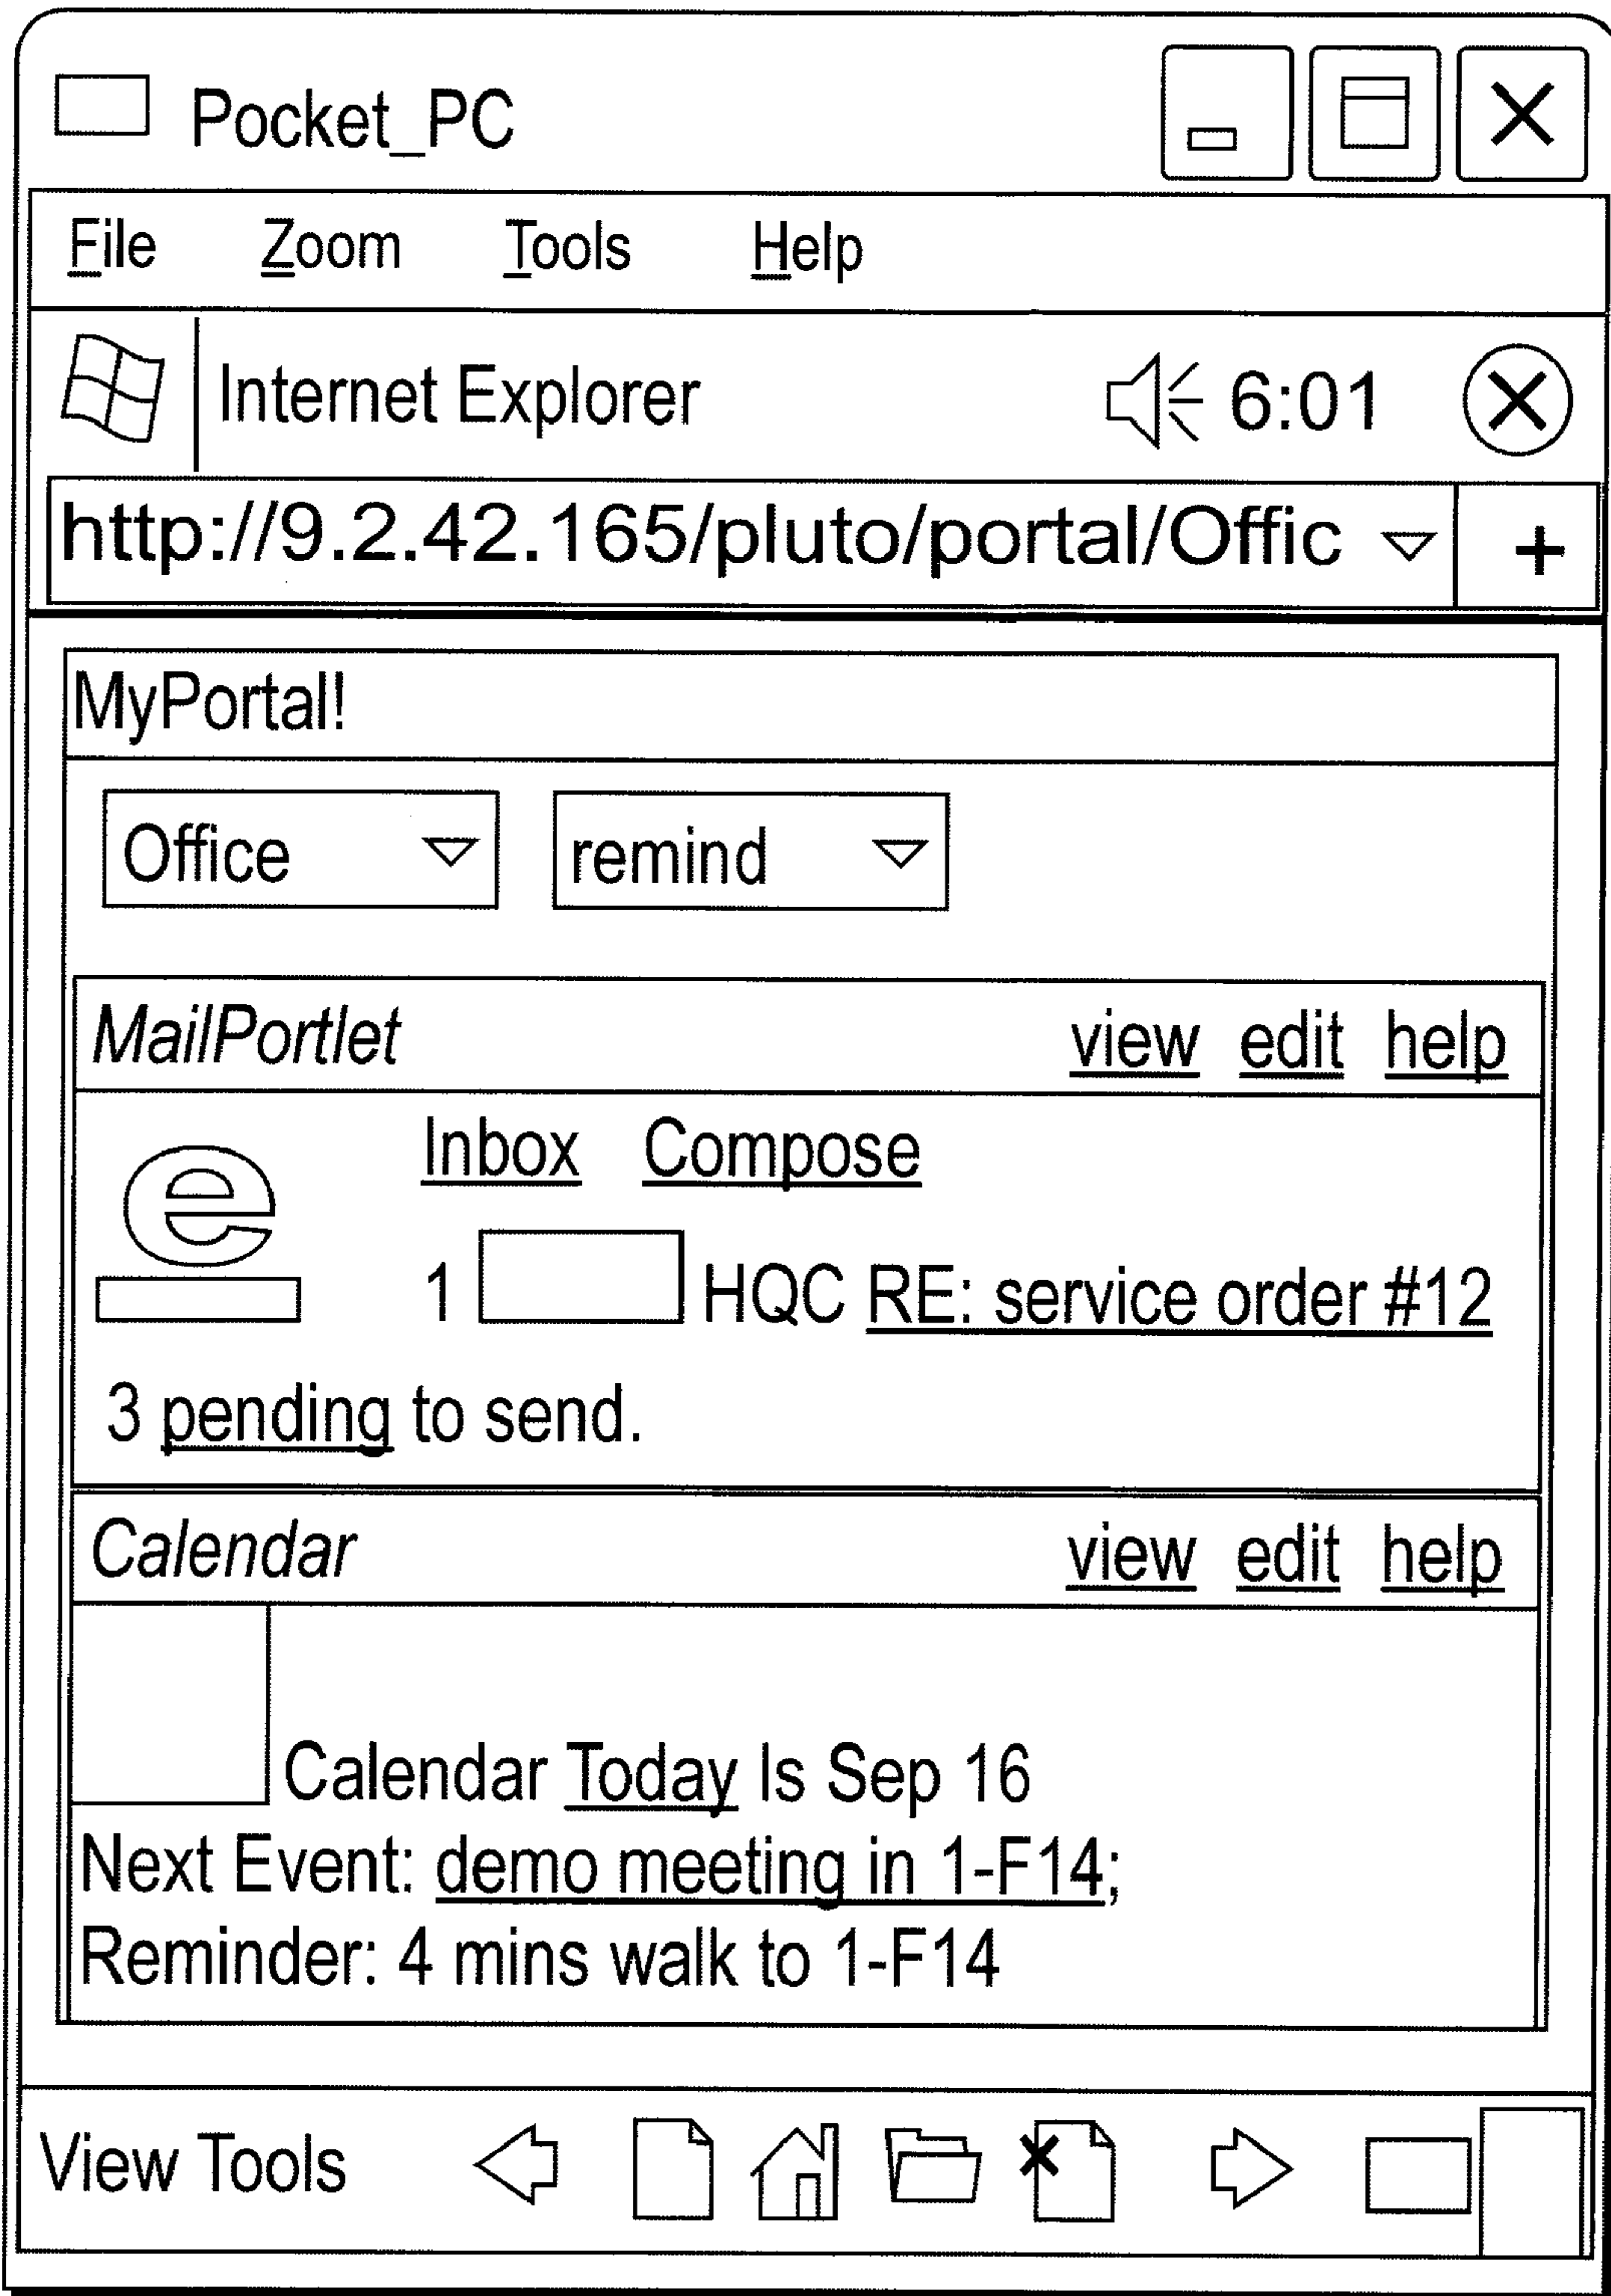 Pocket_PC
File Zoom Tools Help
Internet Explorer 6:01
http://9.2.42.165/pluto/portal/Offic +
MyPortal!
Office remind
MailPortlet view edit help
e Inbox Compose
1 HQC RE: service order #12
3 pending to send.
Calendar view edit help
Calendar Today Is Sep 16
Next Event: demo meeting in 1-F14;
Reminder: 4 mins walk to 1-F14
View Tools